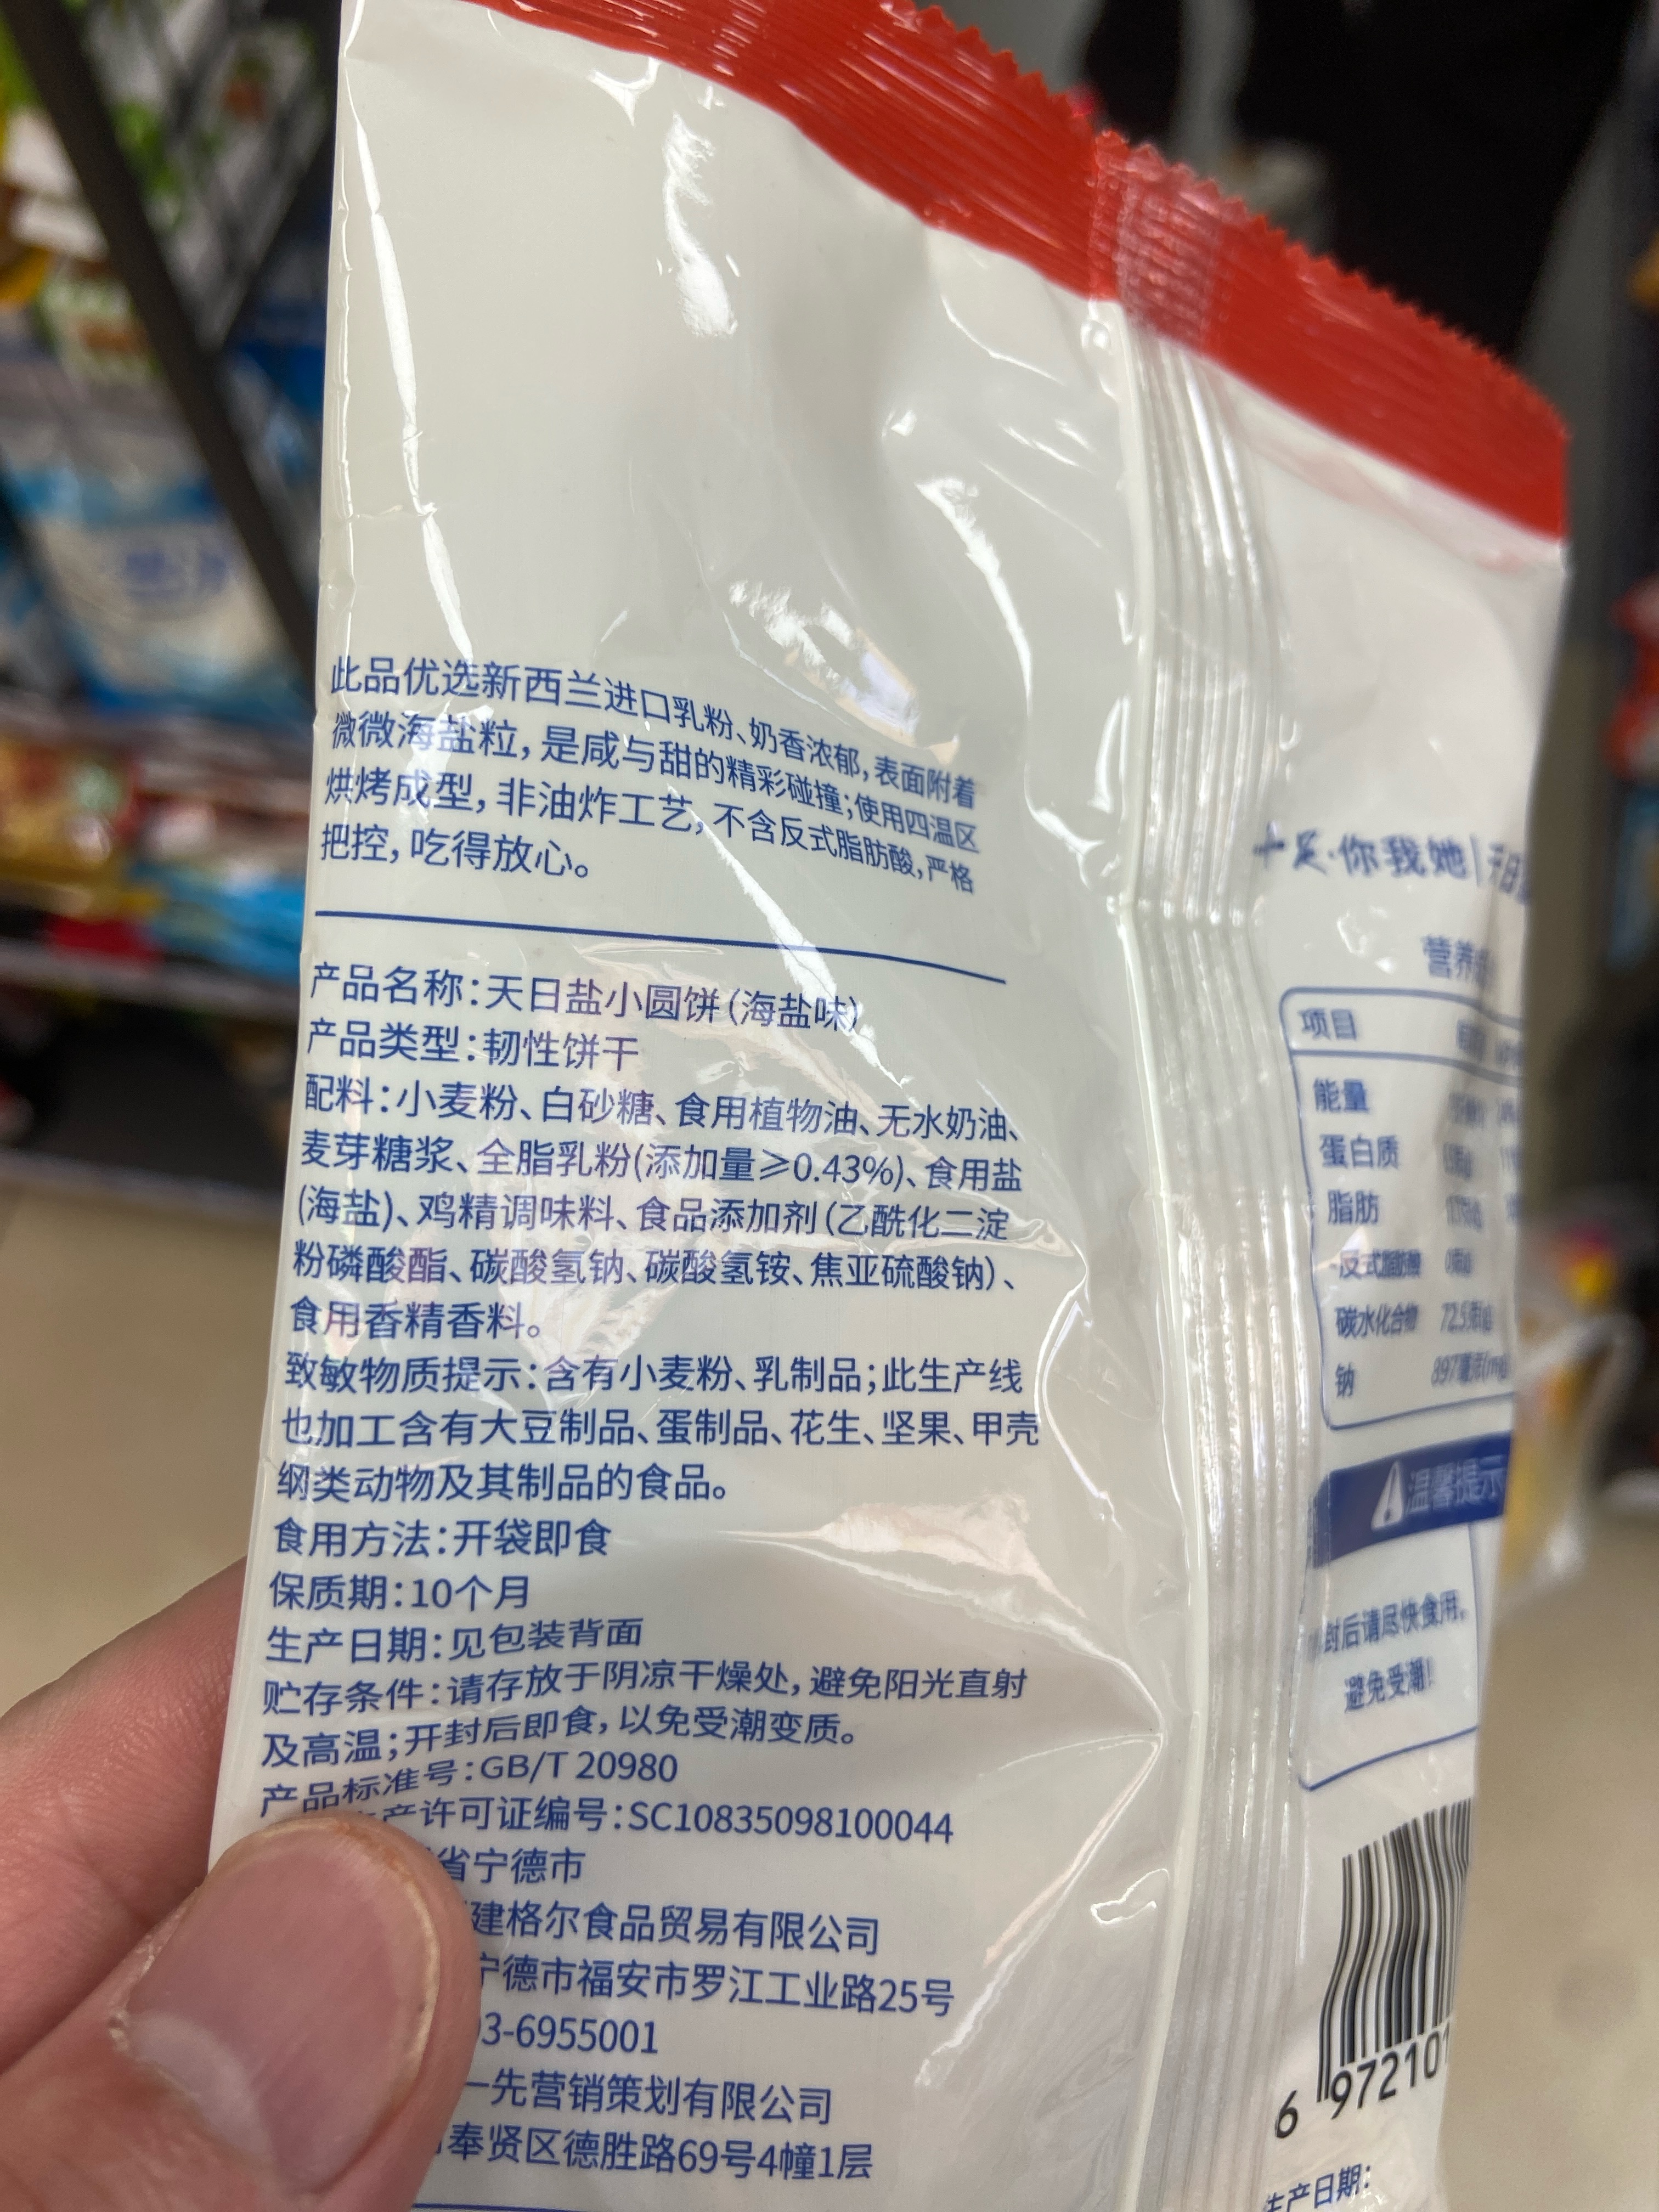 此品优选新西兰进口乳粉、奶香浓郁,表面附着
微微海盐粒,是咸与甜的精彩碰撞;使用四温区
烘烤成型,非油炸工艺,不含反式脂肪酸,严格
把控,吃得放心。
产品名称:天日盐小圆饼(海盐味)
产品类型:韧性饼干
配料:小麦粉、白砂糖、食用植物油、无水奶油、
麦芽糖浆、全脂乳粉(添加量≥0.43%)、食用盐
(海盐)、鸡精调味料、食品添加剂(乙酰化二淀
粉磷酸酯、碳酸氢钠、碳酸氢铵、焦亚硫酸钠)、
食用香精香料。
致敏物质提示:含有小麦粉、乳制品;此生产线
也加工含有大豆制品、蛋制品、花生、坚果、甲壳
纲类动物及其制品的食品。
食用方法:开袋即食
保质期:10个月
生产日期:见包装背面
贮存条件:请存放于阴凉干燥处,避免阳光直射
及高温;开封后即食,以免受潮变质。
产品标准号:GB/T 20980
产许可证编号:SC10835098100044
省宁德市
建格尔食品贸易有限公司
宁德市福安市罗江工业路25号
3-6955001
一先营销策划有限公司
奉贤区德胜路69号4幢1层
十足·你我她|天日
营养
项目
能量
蛋白质
脂肪
-反式脂肪酸
碳水化合物
钠
温馨提示
封后请尽快食用,
避免受潮!
6 972101
生产日期: